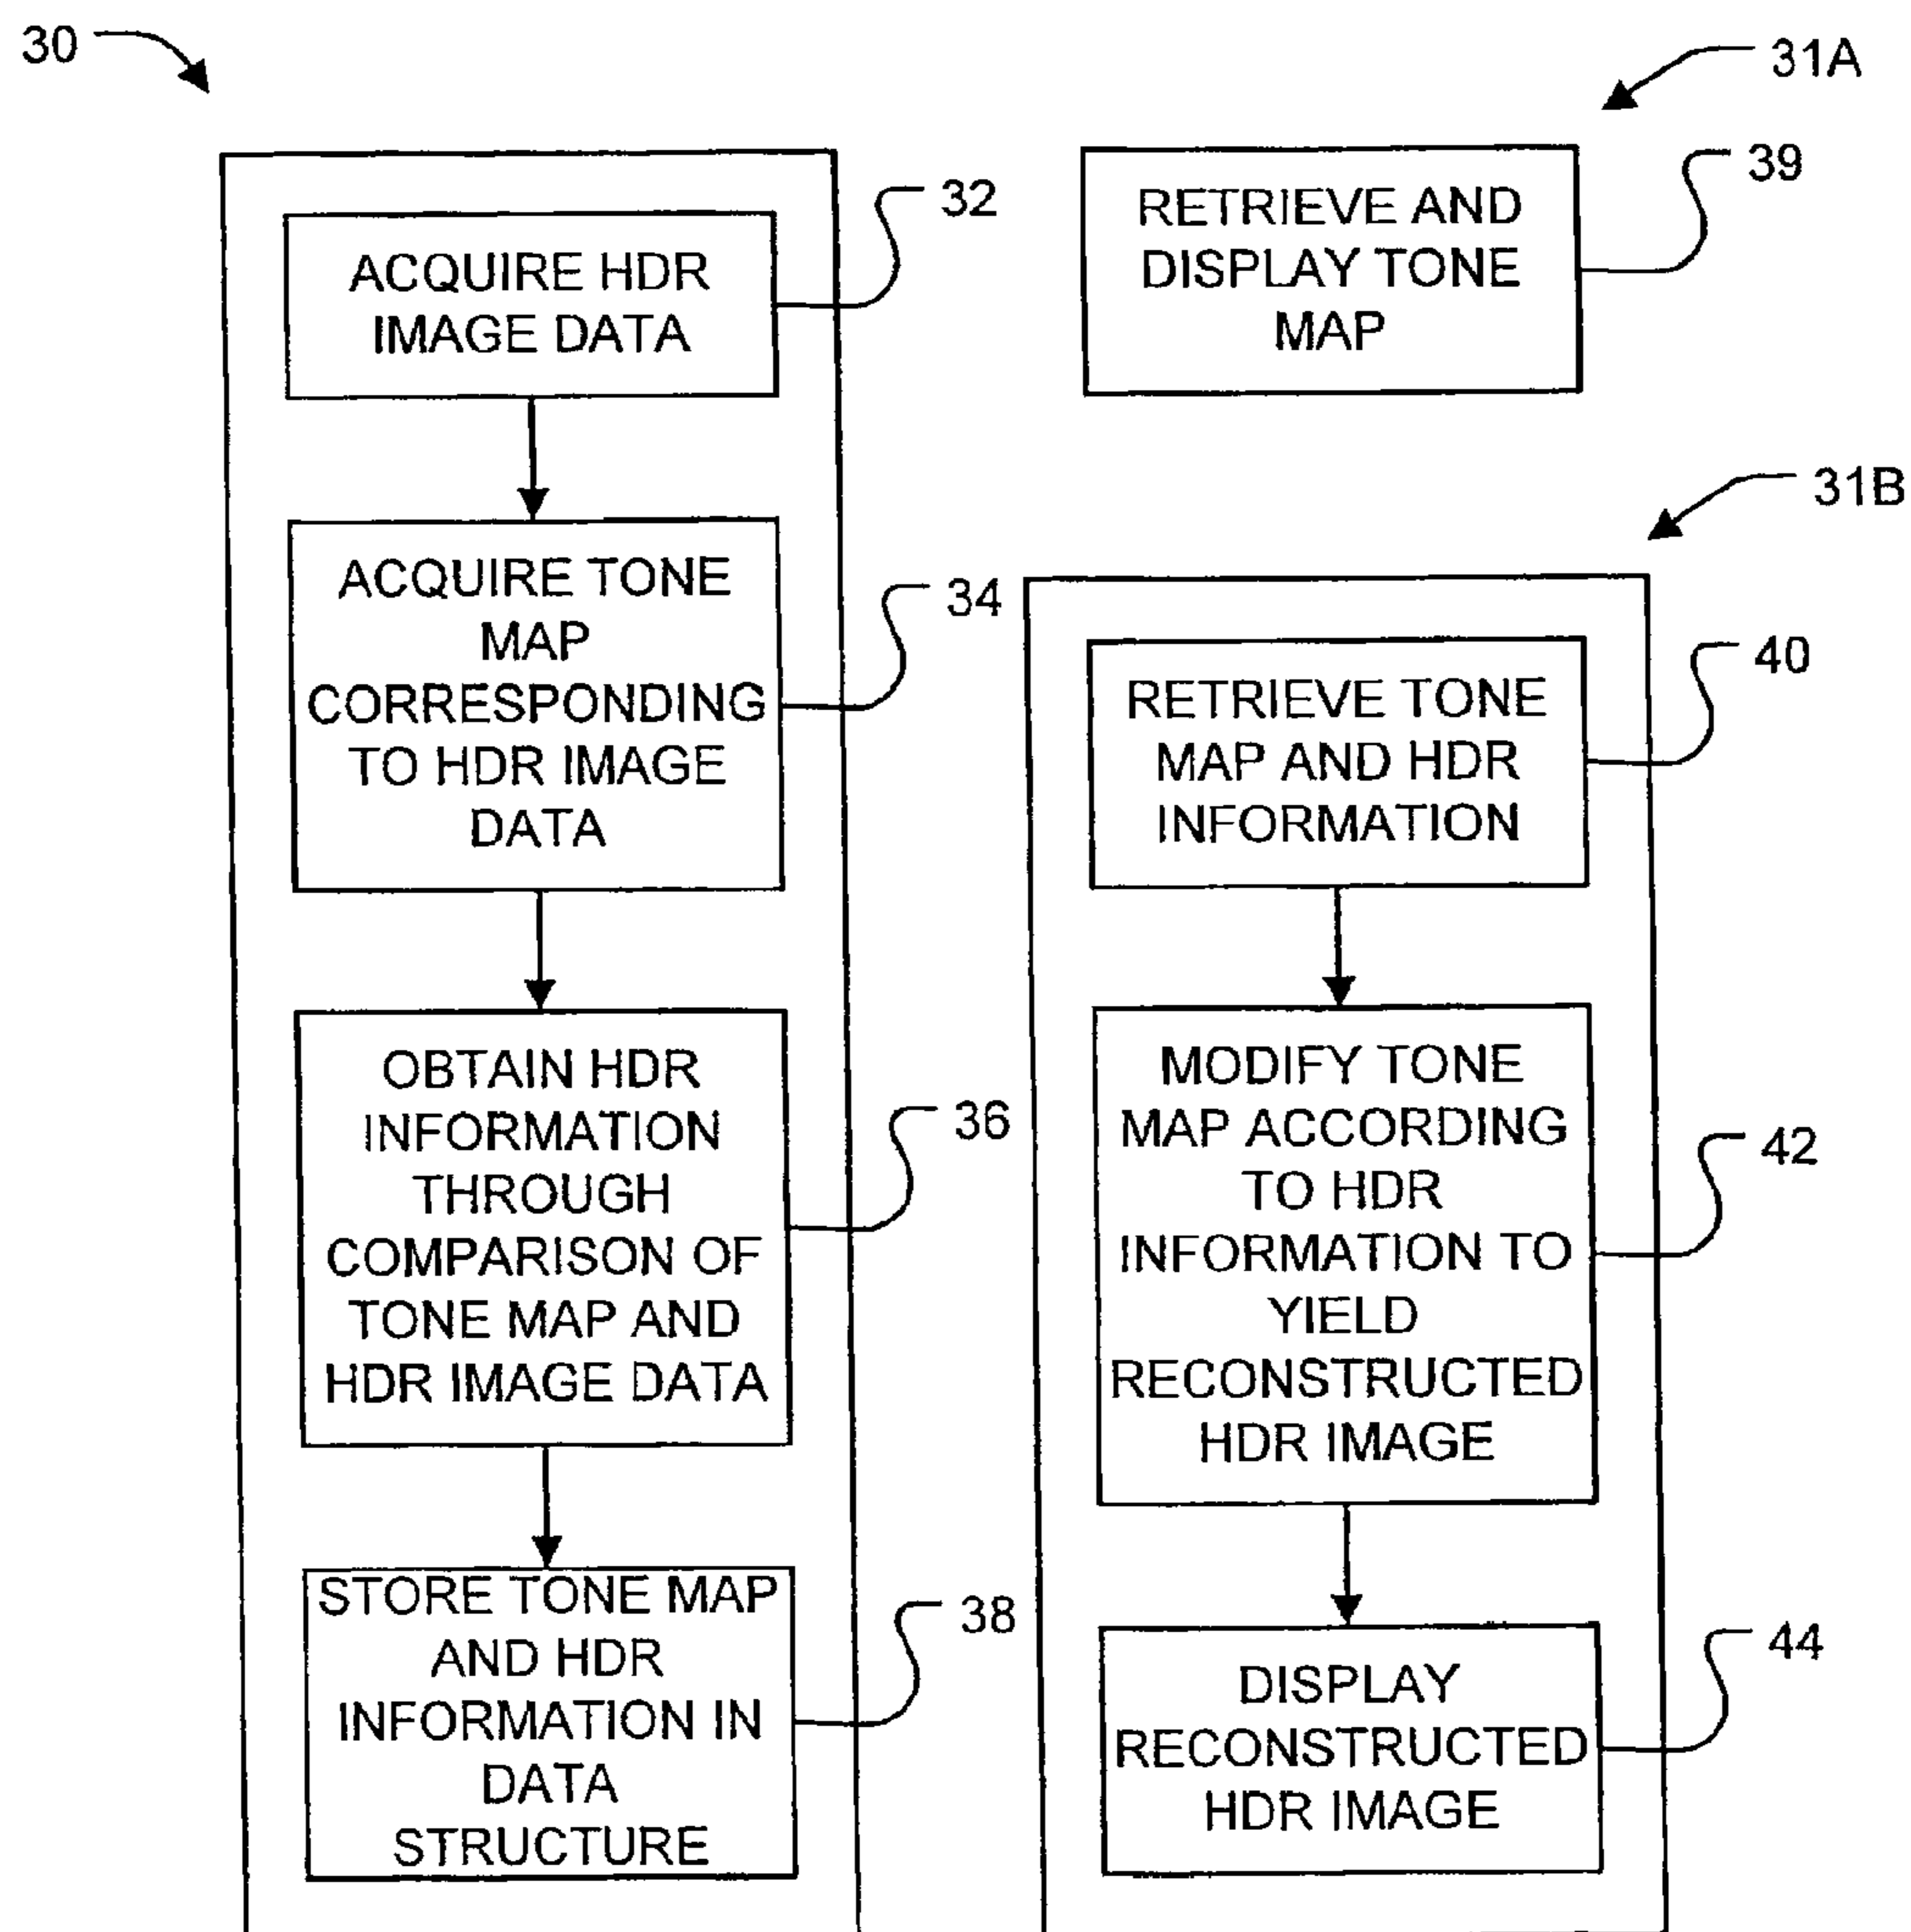 30
32
ACQUIRE HDR
IMAGE DATA
34
ACQUIRE TONE
MAP
CORRESPONDING
TO HDR IMAGE
DATA
36
OBTAIN HDR
INFORMATION
THROUGH
COMPARISON OF
TONE MAP AND
HDR IMAGE DATA
38
STORE TONE MAP
AND HDR
INFORMATION IN
DATA
STRUCTURE
31A
39
RETRIEVE AND
DISPLAY TONE
MAP
31B
40
RETRIEVE TONE
MAP AND HDR
INFORMATION
42
MODIFY TONE
MAP ACCORDING
TO HDR
INFORMATION TO
YIELD
RECONSTRUCTED
HDR IMAGE
44
DISPLAY
RECONSTRUCTED
HDR IMAGE